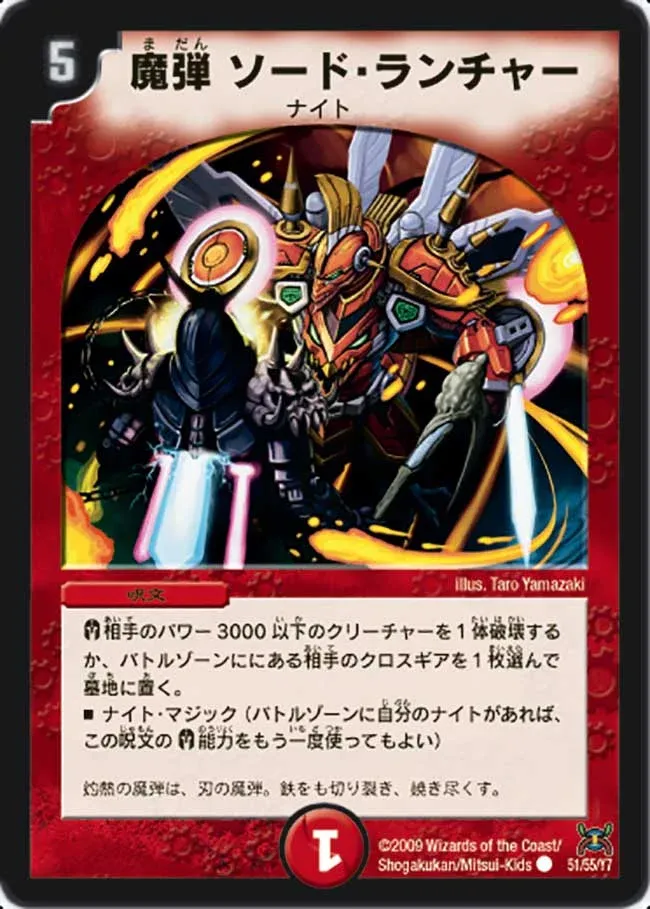 5
魔弾 ソード・ランチャー
ま だん
ナイト
illus. Taro Yamazaki
呪文
相手のパワー3000以下のクリーチャーを1体破壊する
か、バトルゾーンににある相手のクロスギアを1枚選んで
墓地に置く。
■ ナイト・マジック(バトルゾーンに自分のナイトがあれば、
この呪文の能力をもう一度使ってもよい)
灼熱の魔弾は、刃の魔弾。鉄をも切り裂き、焼き尽くす。
1
©2009 Wizards of the Coast/
Shogakukan/Mitsui-Kids
51/55/Y7